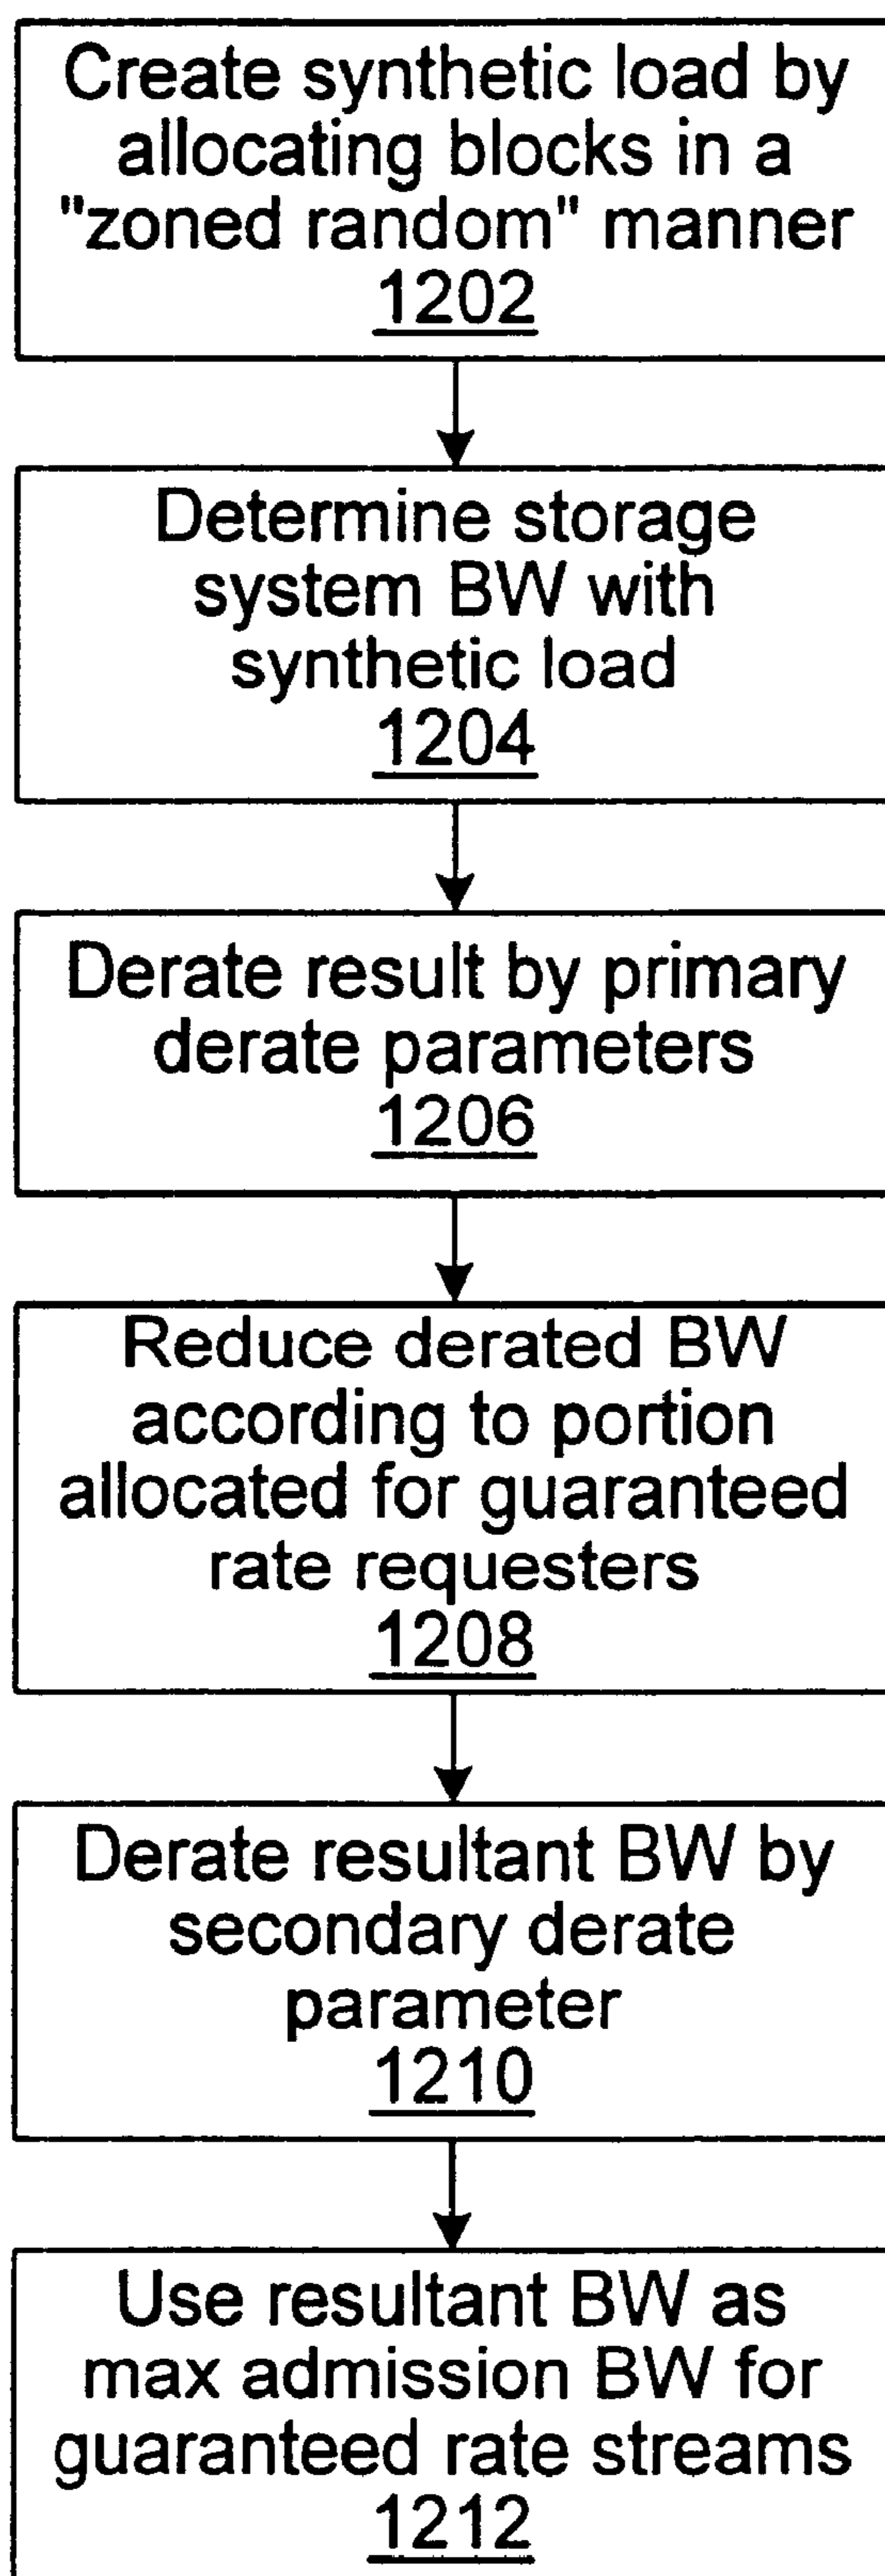 Create synthetic load by
allocating blocks in a
"zoned random" manner
1202
Determine storage
system BW with
synthetic load
1204
Derate result by primary
derate parameters
1206
Reduce derated BW
according to portion
allocated for guaranteed
rate requesters
1208
Derate resultant BW by
secondary derate
parameter
1210
Use resultant BW as
max admission BW for
guaranteed rate streams
1212